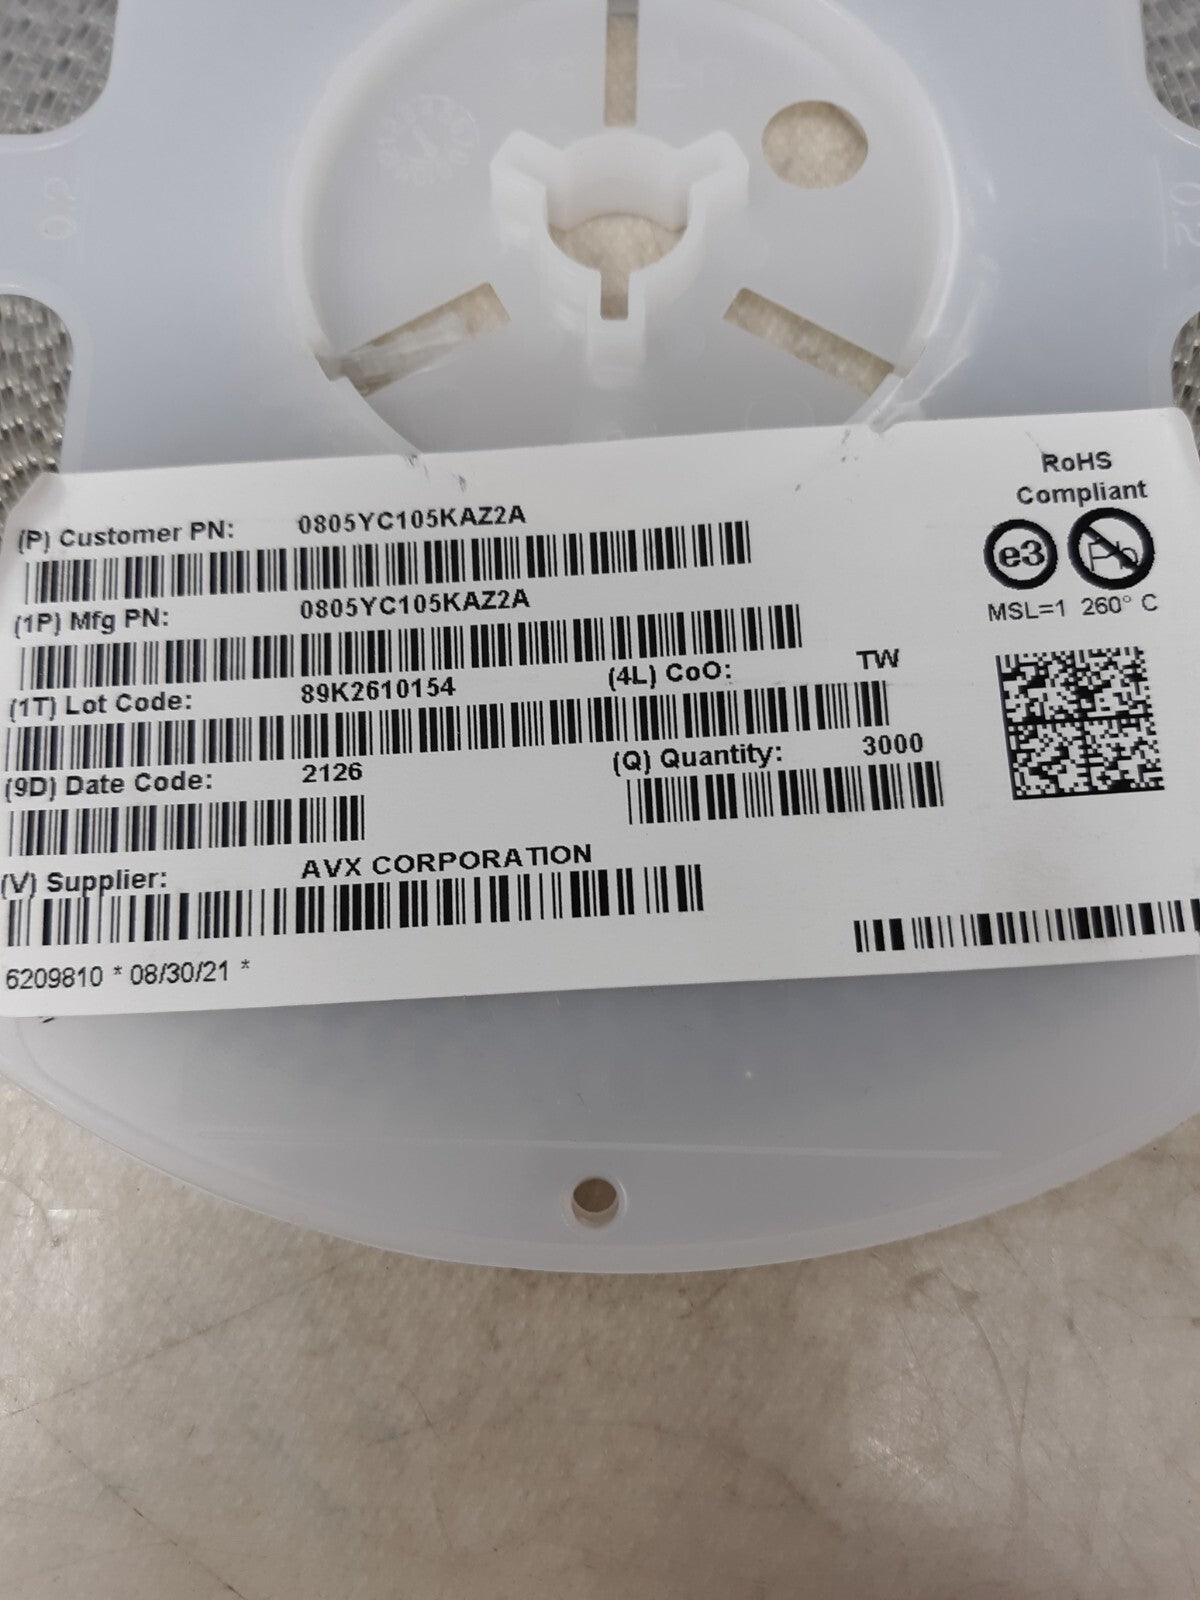 RoHS
Compliant
e3 Pb
MSL=1 260° C
(P) Customer PN: 0805YC105KAZ2A
(1P) Mfg PN: 0805YC105KAZ2A
(1T) Lot Code: 89K2610154 (4L) CoO: TW
(9D) Date Code: 2126 (Q) Quantity: 3000
(V) Supplier: AVX CORPORATION
6209810 * 08/30/21 *